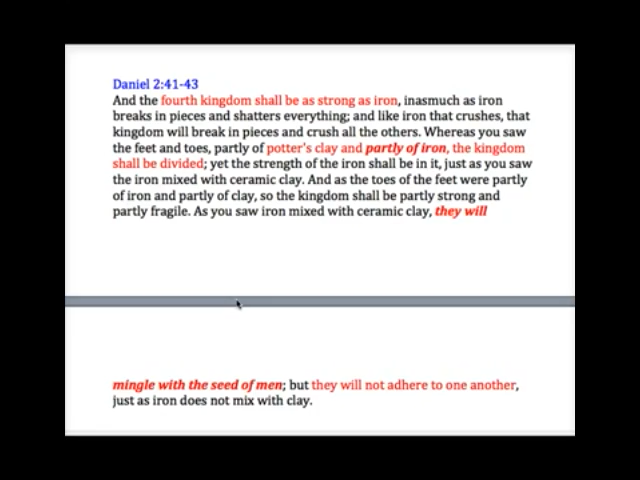 Daniel 2:41-43
And the fourth kingdom shall be as strong as iron, inasmuch as iron
breaks in pieces and shatters everything; and like iron that crushes, that
kingdom will break in pieces and crush all the others. Whereas you saw
the feet and toes, partly of potter's clay and partly of iron, the kingdom
shall be divided; yet the strength of the iron shall be in it, just as you saw
the iron mixed with ceramic clay. And as the toes of the feet were partly
of iron and partly of clay, so the kingdom shall be partly strong and
partly fragile. As you saw iron mixed with ceramic clay, they will
mingle with the seed of men; but they will not adhere to one another,
just as iron does not mix with clay.